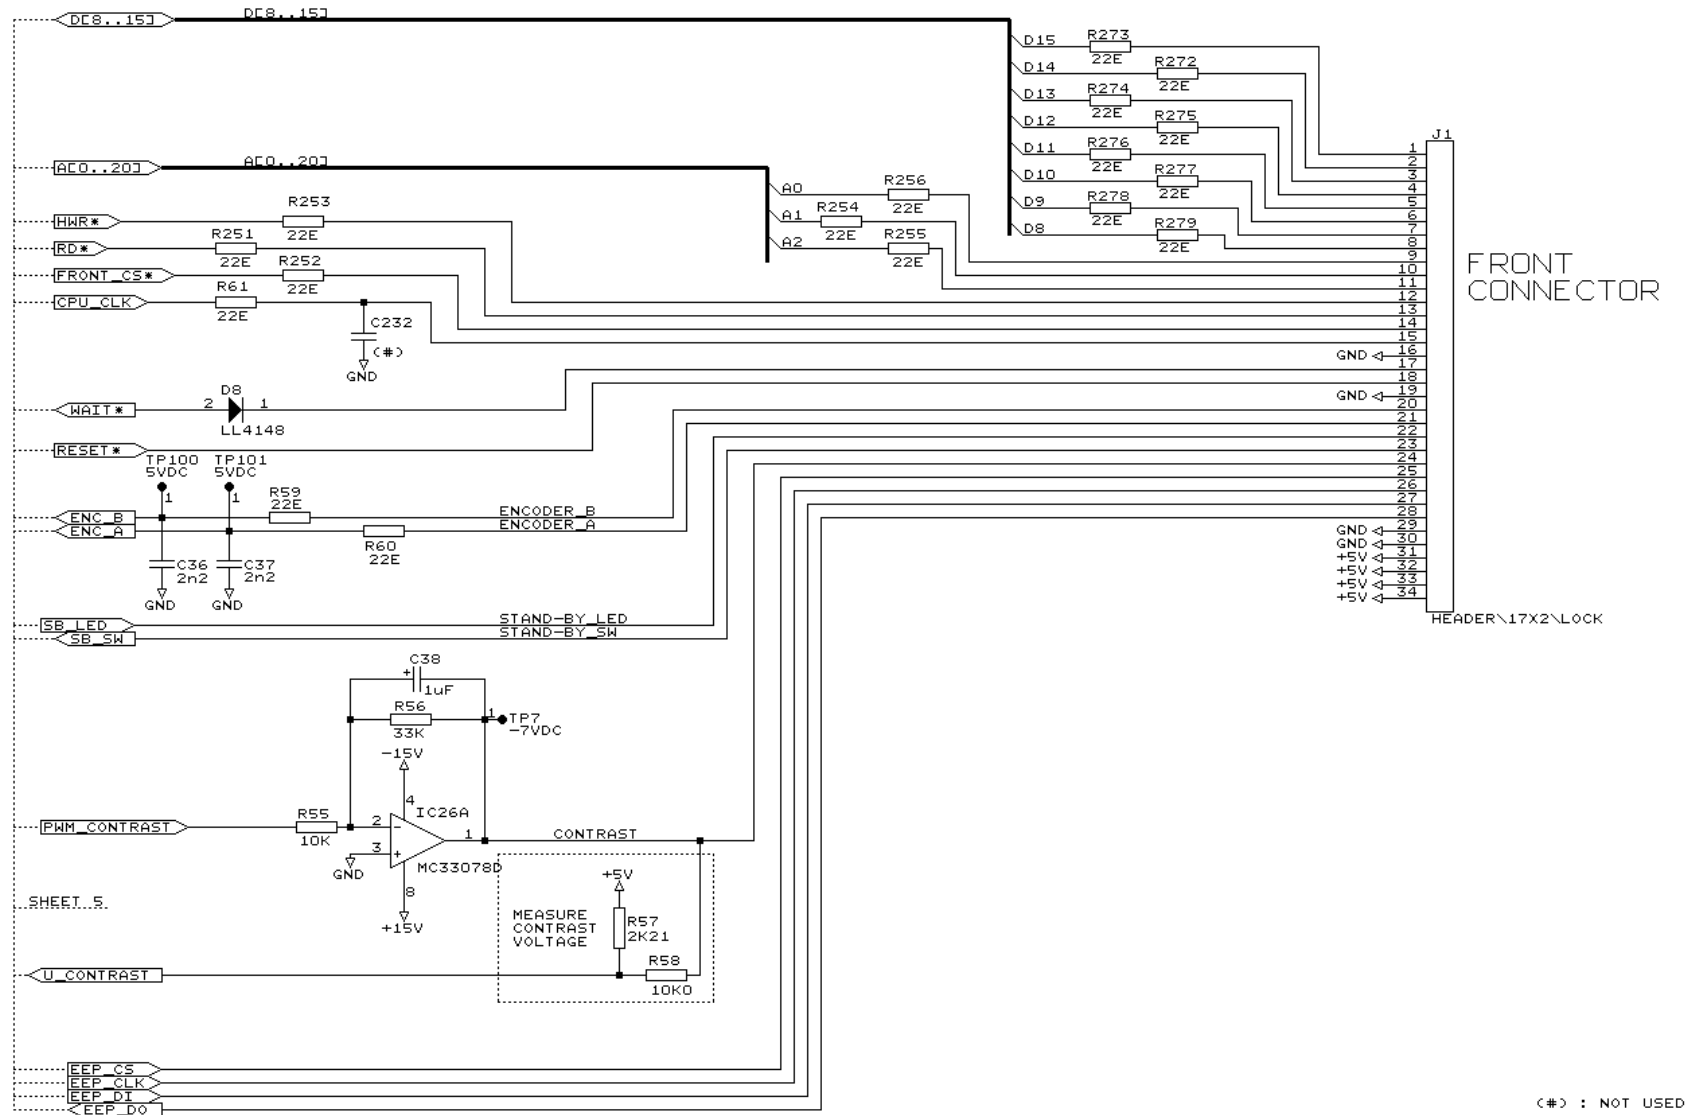 D[8..15] D[8..15]
D15 R273 22E
D14 R272 22E
D13 R274 22E
D12 R275 22E
D11 R276 22E
D10 R277 22E
D9 R278 22E
D8 R279 22E
J1
1
2
3
4
5
6
7
8
9
10
11
12
13
14
15
GND 16
17
18
GND 19
20
21
22
23
24
25
26
27
28
GND 29
GND 30
+5V 31
+5V 32
+5V 33
+5V 34
HEADER\17X2\LOCK
FRONT
CONNECTOR
A[0..20] A[0..20]
A0 R256 22E
A1 R254 22E
A2 R255 22E
HWR* R253 22E
RD* R251 22E
FRONT_CS* R252 22E
CPU_CLK R61 22E
C232
(#)
GND
WAIT* 2 D8 1
LL4148
RESET*
TP100 TP101
5VDC 5VDC
1 1
ENC_B R59 22E ENCODER_B
ENC_A R60 22E ENCODER_A
C36 C37
2n2 2n2
GND GND
SB_LED STAND-BY_LED
SB_SW STAND-BY_SW
C38
+ 1uF
R56
33K
1 TP7
-7VDC
-15V
4 IC26A
PWM_CONTRAST R55 10K 2 - 1 CONTRAST
GND 3 +
MC33078D
8
+15V
SHEET 5
MEASURE
CONTRAST
VOLTAGE
+5V
R57
2K21
U_CONTRAST R58
10K0
EEP_CS
EEP_CLK
EEP_DI
EEP_DO
(#) : NOT USED